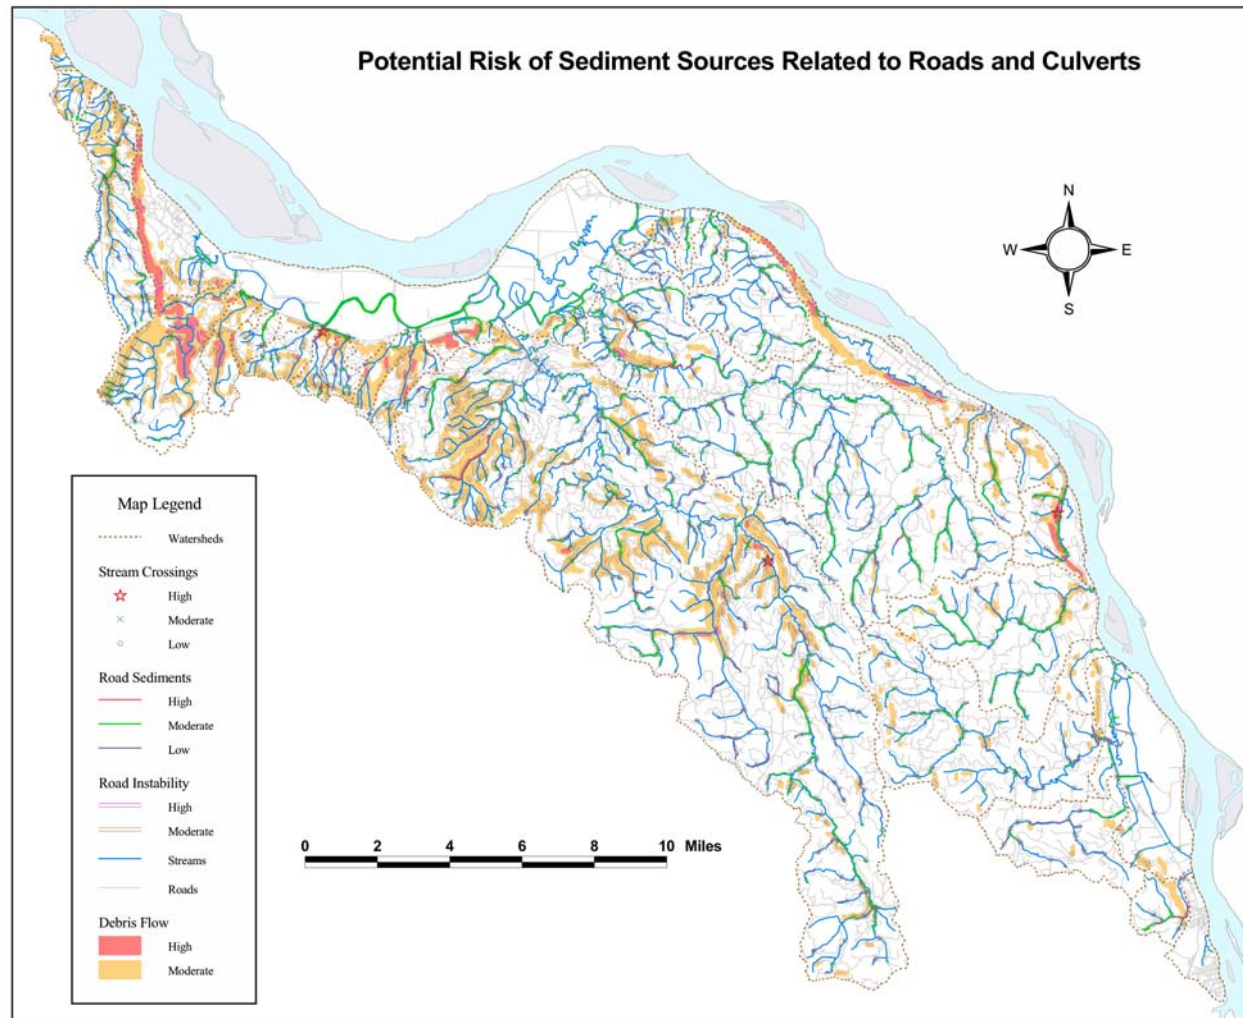 Potential Risk of Sediment Sources Related to Roads and Culverts
N
W E
S
Map Legend
Watersheds
Stream Crossings
High
Moderate
Low
Road Sediments
High
Moderate
Low
Road Instability
High
Moderate
Streams
Roads
Debris Flow
High
Moderate
0 2 4 6 8 10 Miles